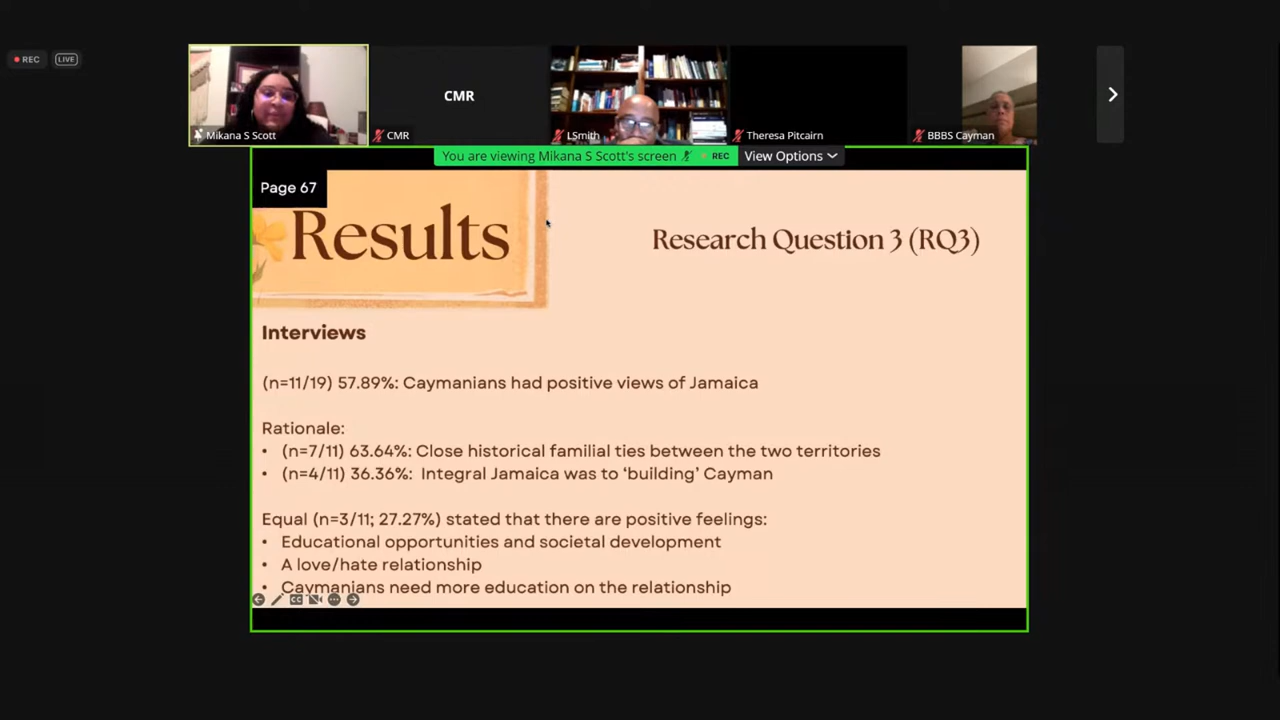 REC
LIVE
CMR
Mikana S Scott
CMR
LSmith
Theresa Pitcairn
BBBS Cayman
You are viewing Mikana S Scott's screen
REC
View Options
Page 67
Results
Research Question 3 (RQ3)
Interviews
(n=11/19) 57.89%: Caymanians had positive views of Jamaica
Rationale:
• (n=7/11) 63.64%: Close historical familial ties between the two territories
• (n=4/11) 36.36%: Integral Jamaica was to ‘building’ Cayman
Equal (n=3/11; 27.27%) stated that there are positive feelings:
• Educational opportunities and societal development
• A love/hate relationship
• Caymanians need more education on the relationship
CC